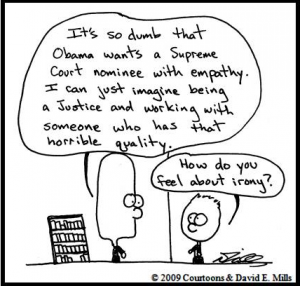 It's so dumb that
Obama wants a Supreme
Court nominee with empathy.
I can just imagine being
a Justice and working with
someone who has that
horrible quality.
How do you
feel about irony?
© 2009 Courtoons & David E. Mills